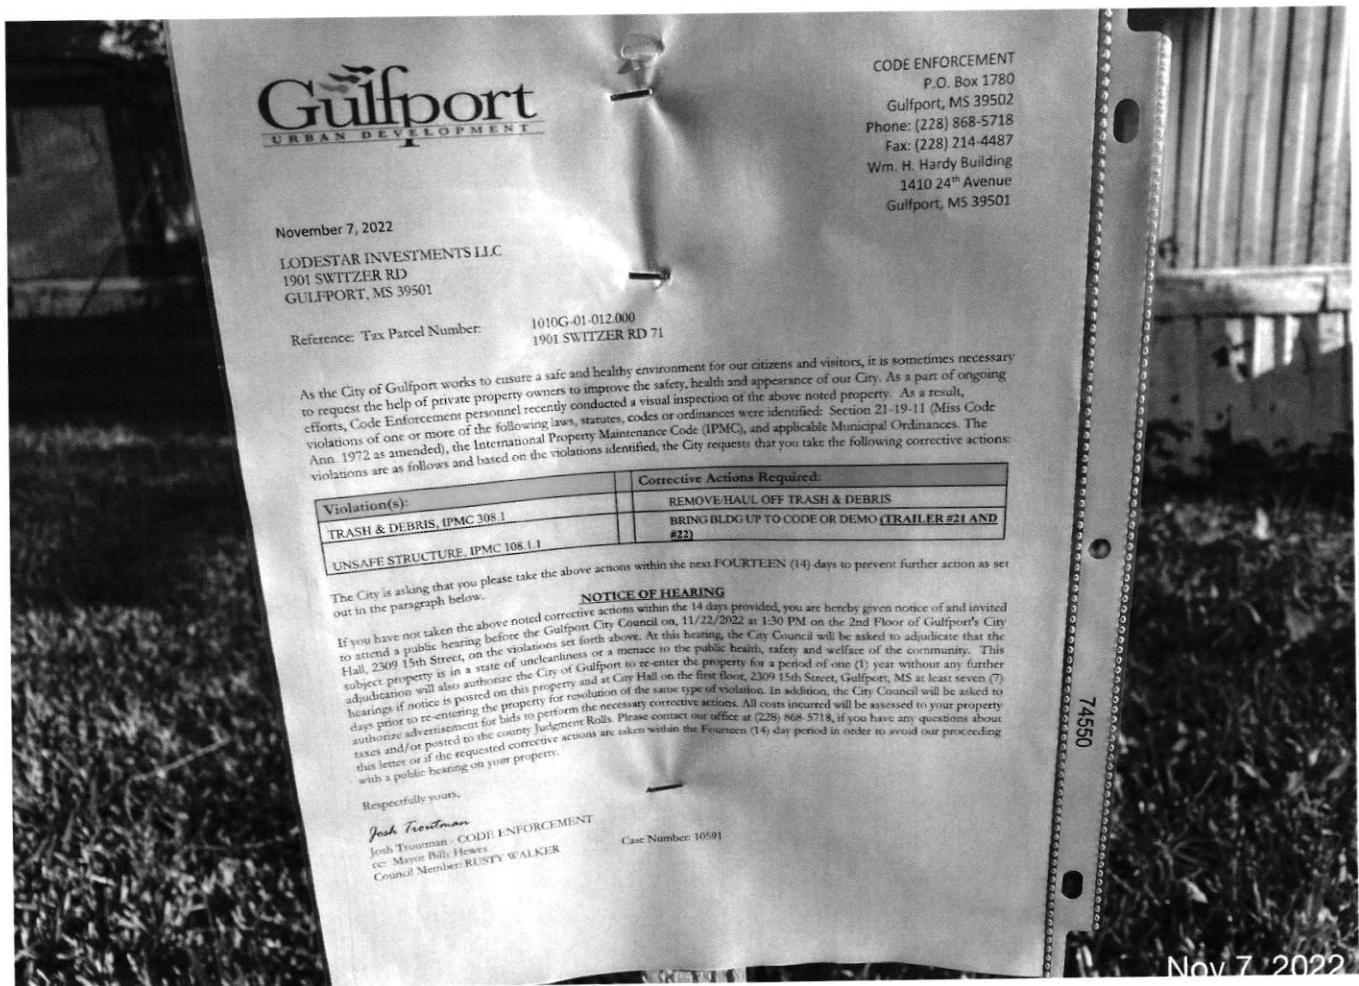 Gulfport
URBAN DEVELOPMENT
CODE ENFORCEMENT
P.O. Box 1780
Gulfport, MS 39502
Phone: (228) 868-5718
Fax: (228) 214-4487
Wm. H. Hardy Building
1410 24th Avenue
Gulfport, MS 39501
November 7, 2022
LODESTAR INVESTMENTS LLC
1901 SWITZER RD
GULFPORT, MS 39501
Reference: Tax Parcel Number: 1010G-01-012.000
1901 SWITZER RD 71
As the City of Gulfport works to ensure a safe and healthy environment for our citizens and visitors, it is sometimes necessary
to request the help of private property owners to improve the safety, health and appearance of our City. As a part of ongoing
efforts, Code Enforcement personnel recently conducted a visual inspection of the above noted property. As a result,
violations of one or more of the following laws, statutes, codes or ordinances were identified: Section 21-19-11 (Miss Code
Ann. 1972 as amended), the International Property Maintenance Code (IPMC), and applicable Municipal Ordinances. The
violations are as follows and based on the violations identified, the City requests that you take the following corrective actions:
Violation(s): Corrective Actions Required:
TRASH & DEBRIS, IPMC 308.1 REMOVE/HAUL OFF TRASH & DEBRIS
UNSAFE STRUCTURE, IPMC 108.1.1 BRING BLDG UP TO CODE OR DEMO (TRAILER #21 AND
#22)
The City is asking that you please take the above actions within the next FOURTEEN (14) days to prevent further action as set
out in the paragraph below.
NOTICE OF HEARING
If you have not taken the above noted corrective actions within the 14 days provided, you are hereby given notice of and invited
to attend a public hearing before the Gulfport City Council on, 11/22/2022 at 1:30 PM on the 2nd Floor of Gulfport's City
Hall, 2309 15th Street, on the violations set forth above. At this hearing, the City Council will be asked to adjudicate that the
subject property is in a state of uncleanliness or a menace to the public health, safety and welfare of the community. This
adjudication will also authorize the City of Gulfport to re-enter the property for a period of one (1) year without any further
hearings if notice is posted on this property and at City Hall on the first floor, 2309 15th Street, Gulfport, MS at least seven (7)
days prior to re-entering the property for resolution of the same type of violation. In addition, the City Council will be asked to
authorize advertisement for bids to perform the necessary corrective actions. All costs incurred will be assessed to your property
taxes and/or posted to the county Judgment Rolls. Please contact our office at (228) 868-5718, if you have any questions about
this letter or if the requested corrective actions are taken within the Fourteen (14) day period in order to avoid our proceeding
with a public hearing on your property.
Respectfully yours,
Josh Troutman
Josh Troutman - CODE ENFORCEMENT
cc: Mayor Billy Hewes
Council Member: RUSTY WALKER
Case Number: 10591
74550
Nov 7, 2022